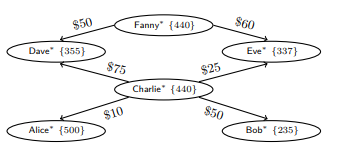 Fanny* {440}
$50
$60
Dave* {355}
Eve* {337}
$75
$25
Charlie* {440}
$10
$50
Alice* {500}
Bob* {235}